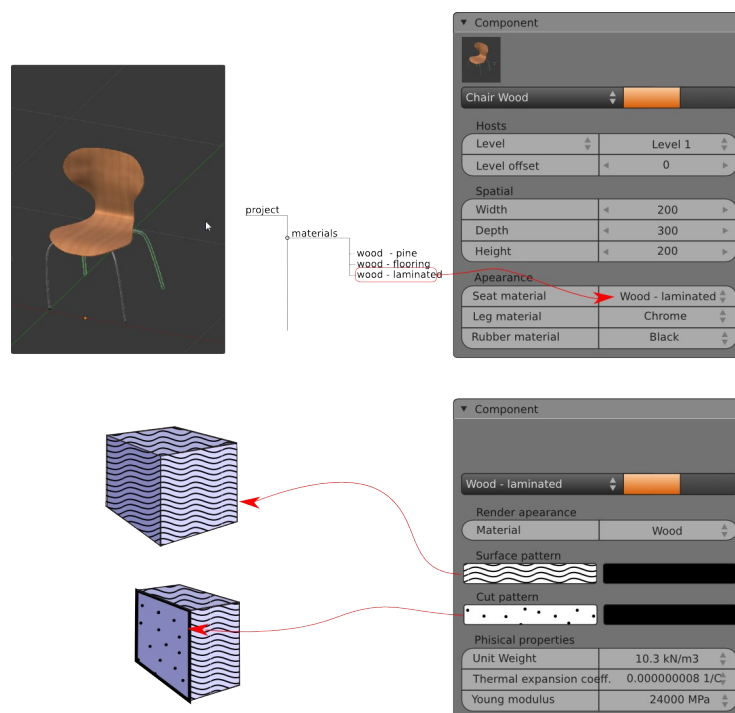 Component
Chair Wood
Hosts
Level Level 1
Level offset 0
Spatial
Width 200
Depth 300
Height 200
Apearance
Seat material Wood - laminated
Leg material Chrome
Rubber material Black
project
materials
wood - pine
wood - flooring
wood - laminated
Component
Wood - laminated
Render apearance
Material Wood
Surface pattern
Cut pattern
Phisical properties
Unit Weight 10.3 kN/m3
Thermal expansion coeff. 0.000000008 1/C
Young modulus 24000 MPa